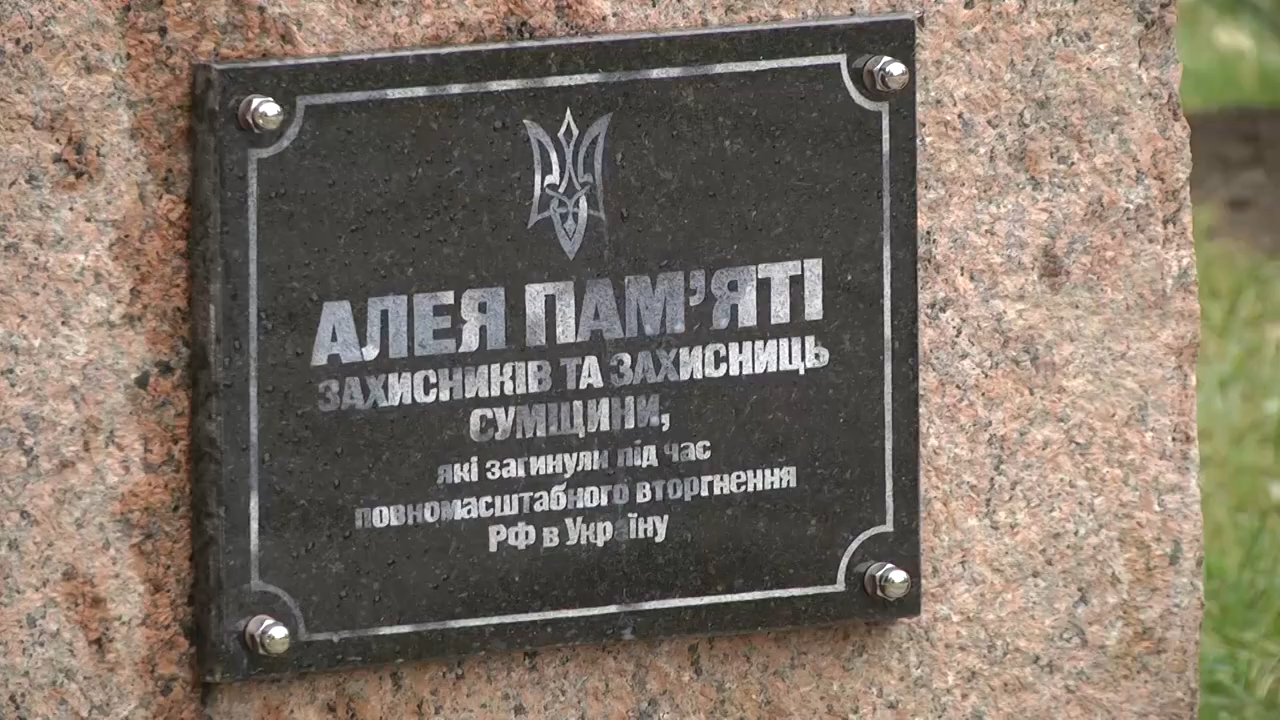 АЛЕЯ ПАМ’ЯТІ
ЗАХИСНИКІВ ТА ЗАХИСНИЦЬ
СУМЩИНИ,
які загинули під час
повномасштабного вторгнення
РФ в Україну